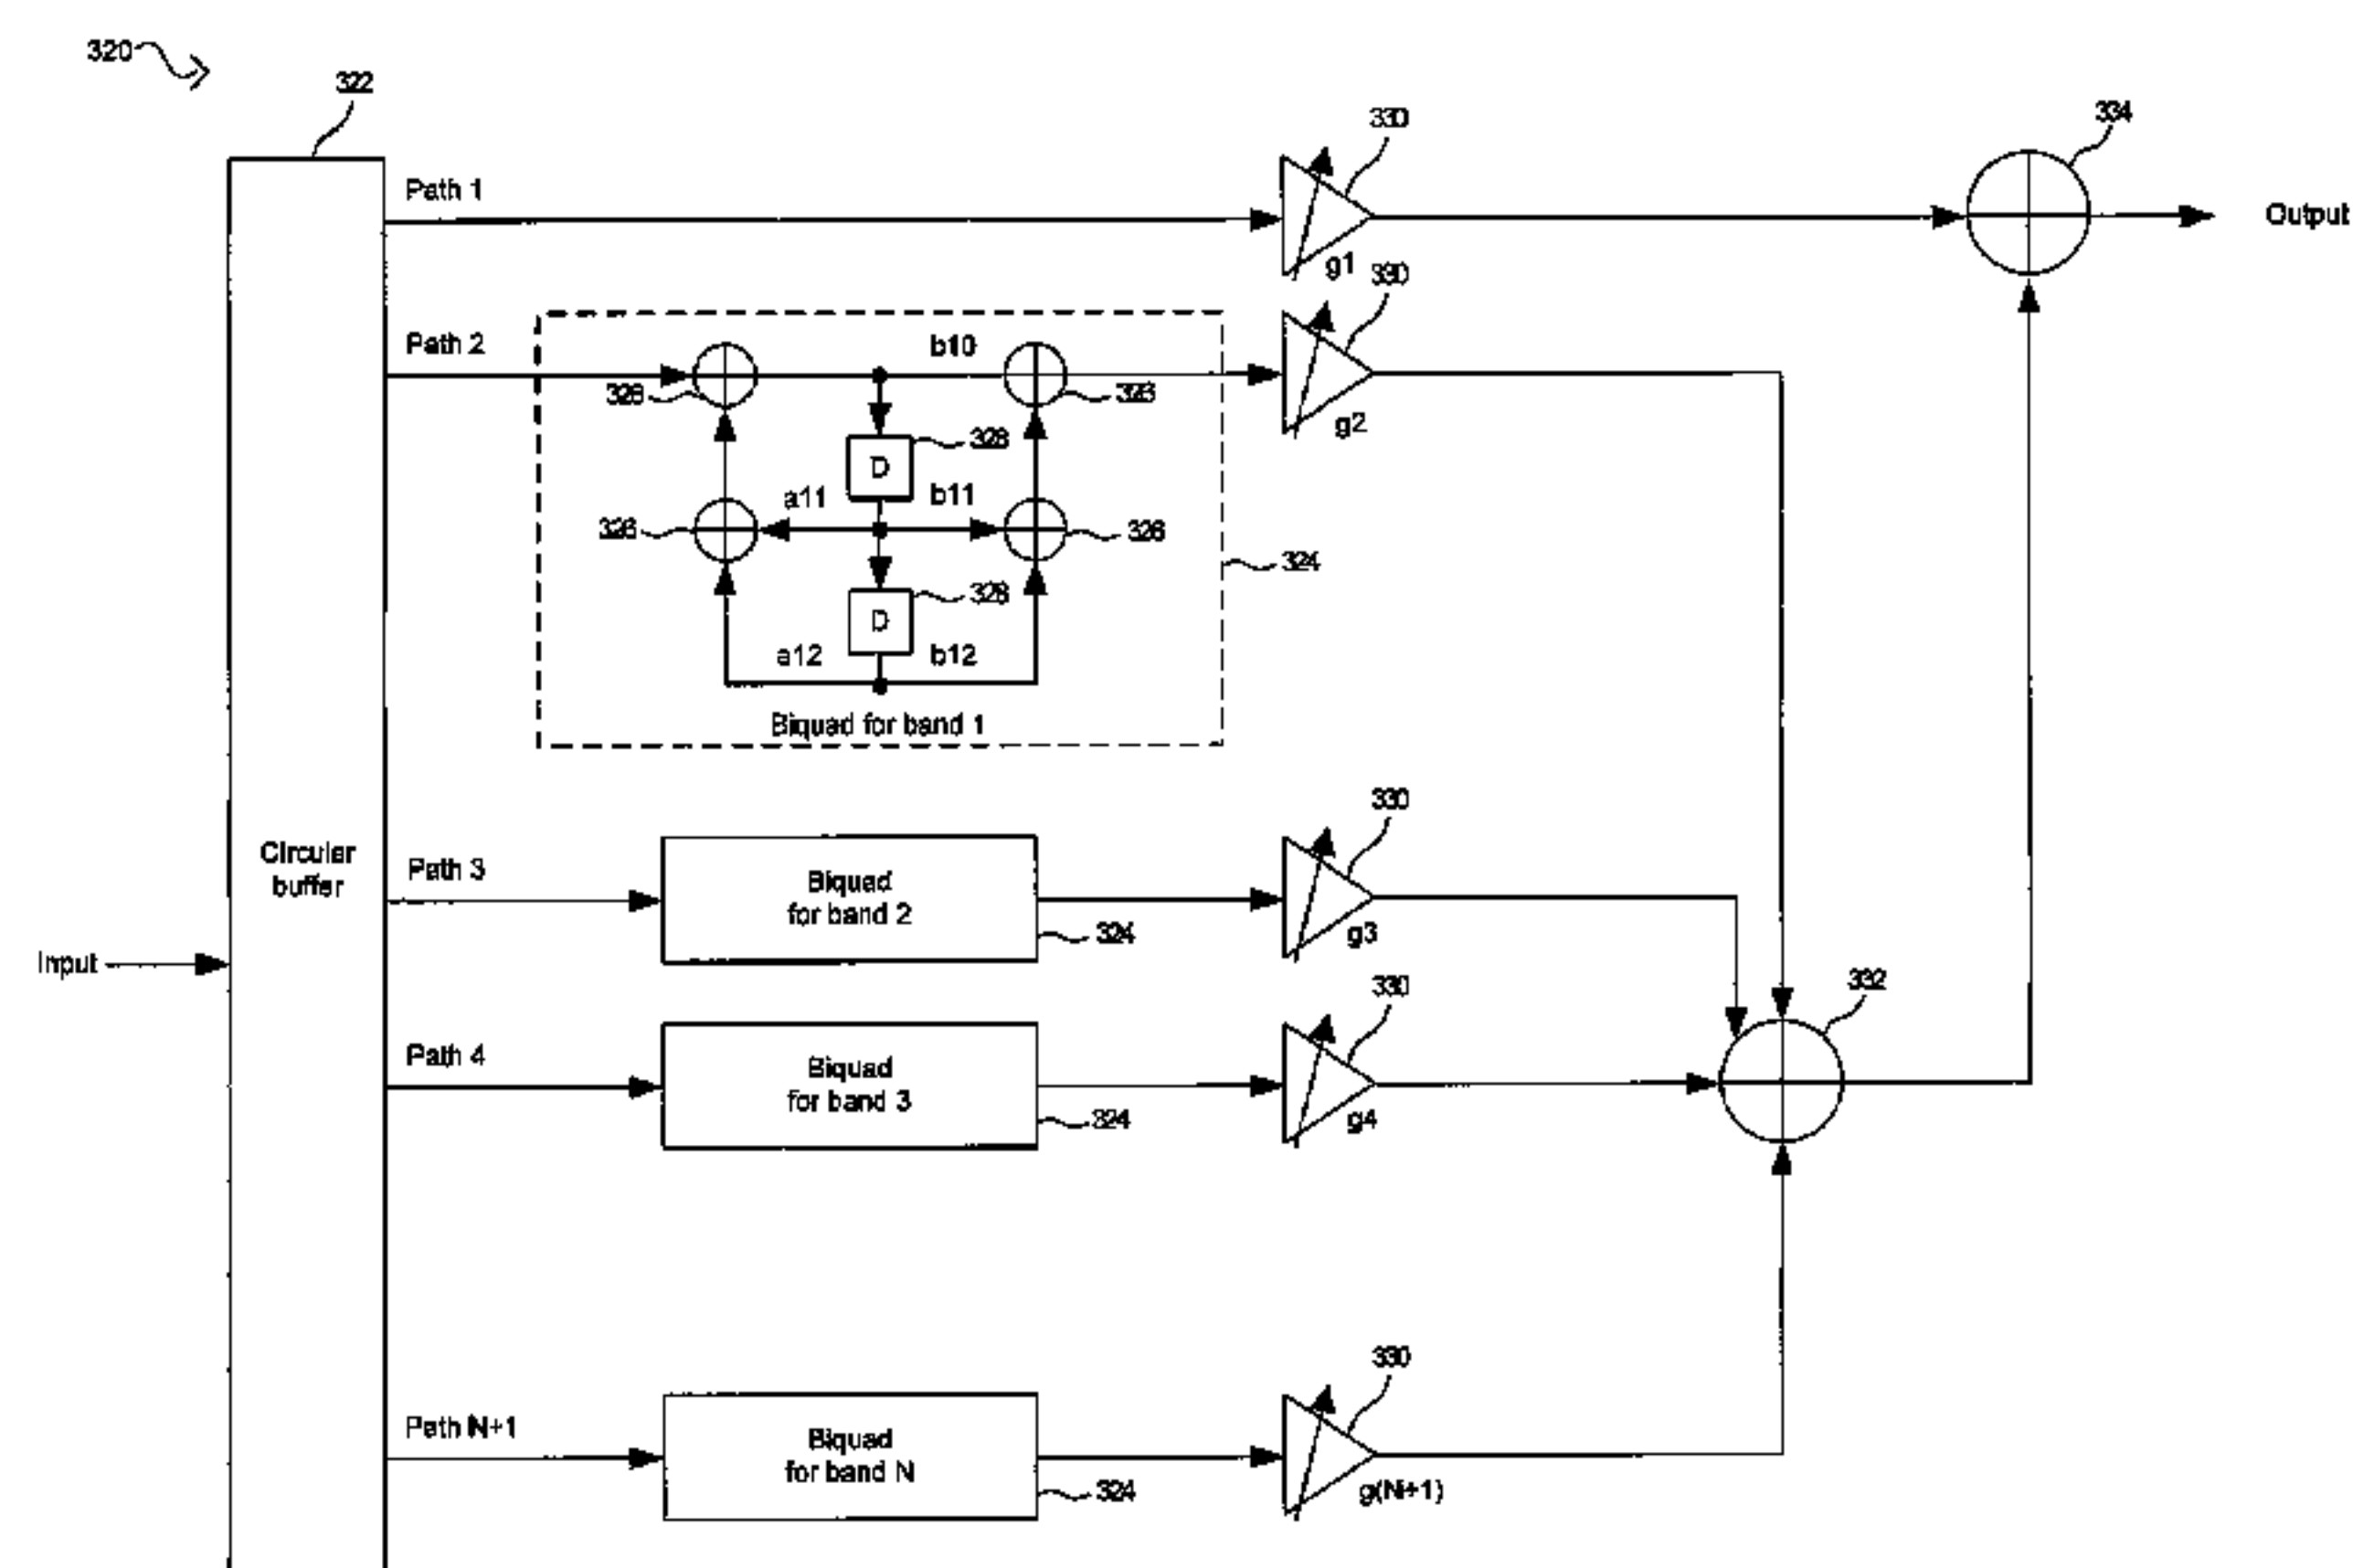 320
322
330
334
Path 1
Output
g1
330
Path 2
b10
326
326
g2
328
D
a11
b11
326
326
324
328
D
a12
b12
Biquad for band 1
330
Circular
buffer
Path 3
Biquad
for band 2
324
g3
Input
330
332
Path 4
Biquad
for band 3
324
g4
330
Path N+1
Biquad
for band N
324
g(N+1)